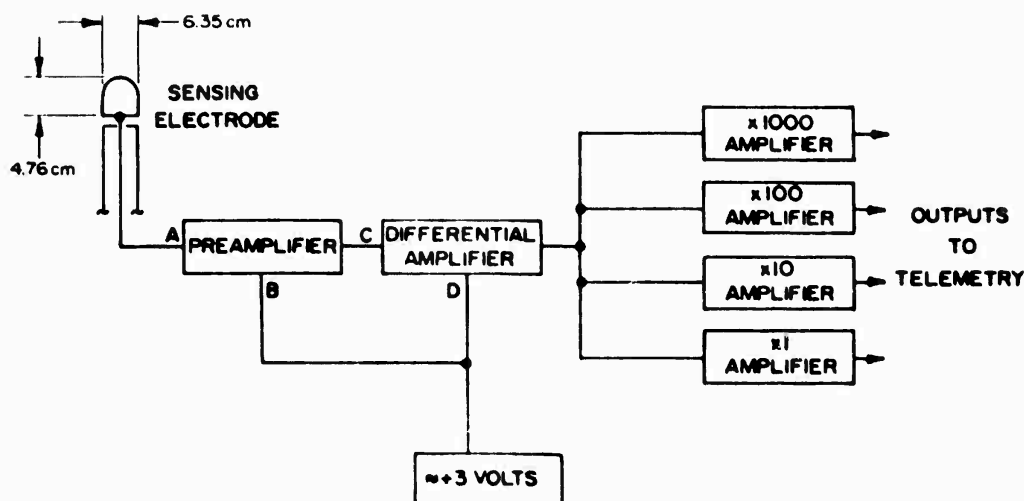 6.35 cm
SENSING
ELECTRODE
4.76 cm
A
PREAMPLIFIER
B
C
DIFFERENTIAL
AMPLIFIER
D
x1000
AMPLIFIER
x100
AMPLIFIER
x10
AMPLIFIER
x1
AMPLIFIER
OUTPUTS
TO
TELEMETRY
≈+3 VOLTS